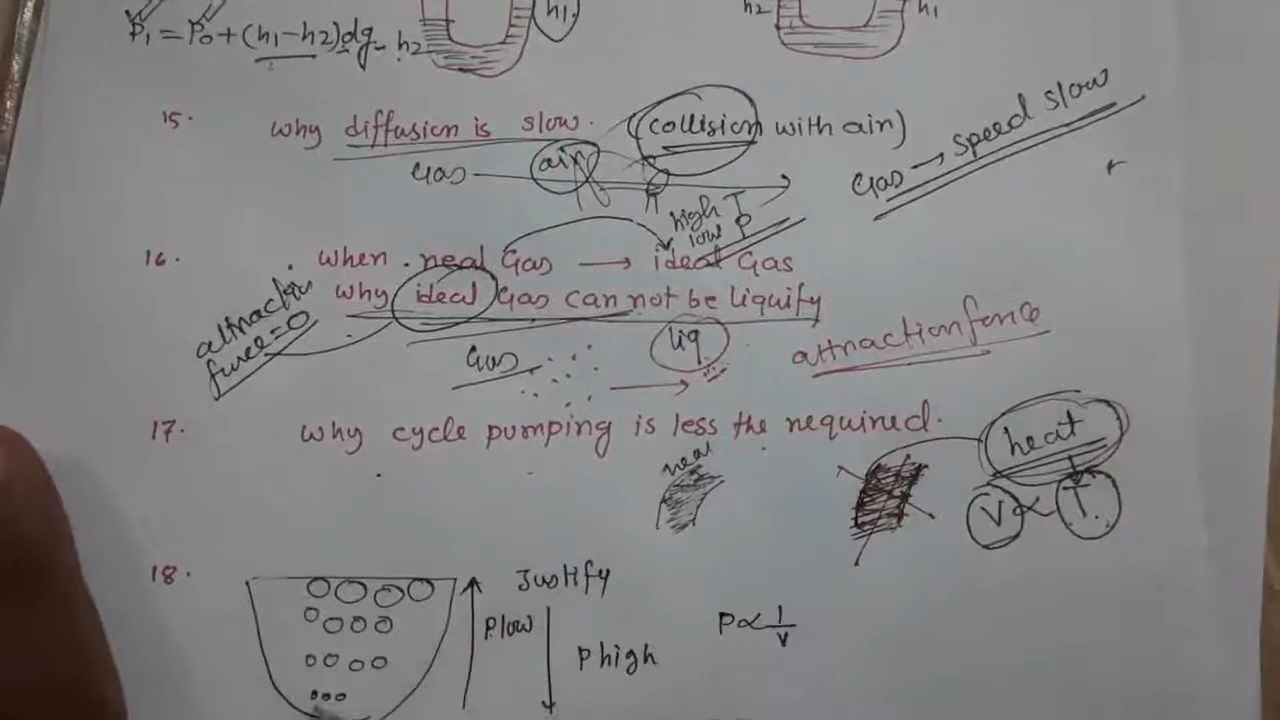 P₁ = P₀ + (h₁-h₂)dg
h₂
h₁
h₂
h₁
15. Why diffusion is slow. (collision with air)
Gas air
Gas → speed slow
high T
low P
16. When real Gas → ideal Gas
Why ideal Gas can not be liquify
attraction
force = 0
Gas → liq.
attraction force
17. Why cycle pumping is less the required.
heat
V ∝ T.
18. Justify
P low
P high
P ∝ 1/V